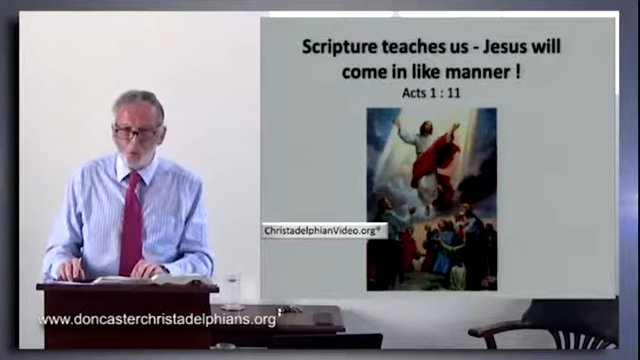 Scripture teaches us - Jesus will
come in like manner !
Acts 1 : 11
ChristadelphianVideo.org
www.doncasterchristadelphians.org